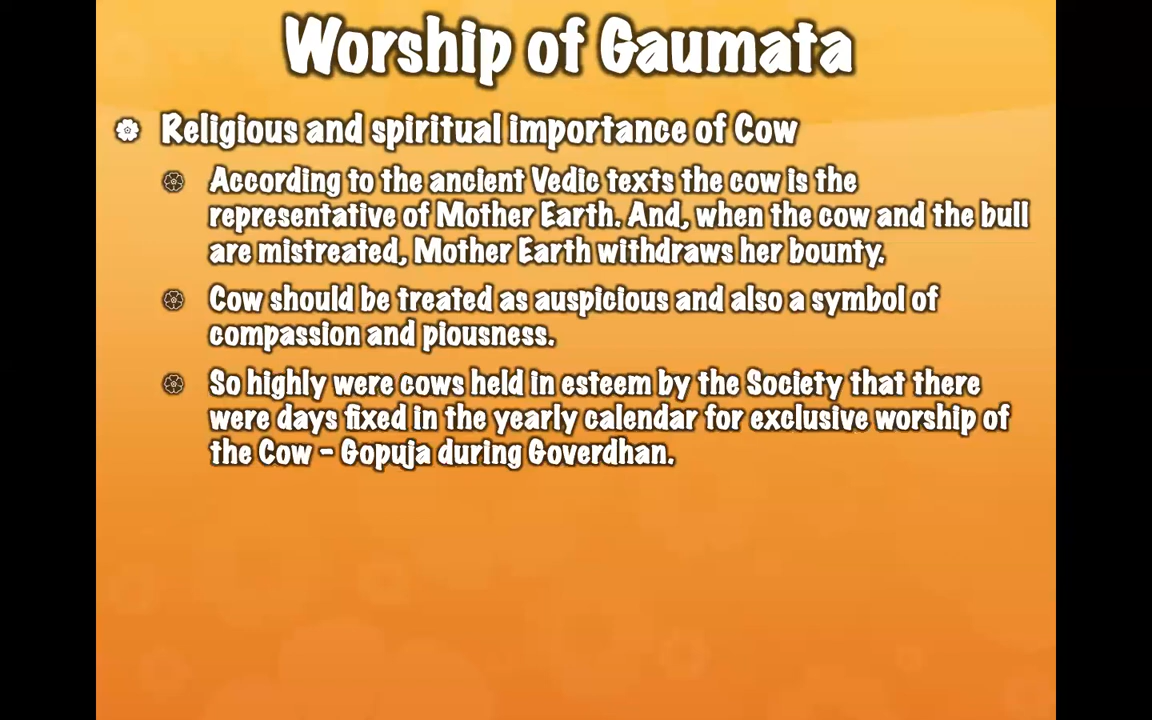 Worship of Gaumata
Religious and spiritual importance of Cow
According to the ancient Vedic texts the cow is the
representative of Mother Earth. And, when the cow and the bull
are mistreated, Mother Earth withdraws her bounty.
Cow should be treated as auspicious and also a symbol of
compassion and piousness.
So highly were cows held in esteem by the Society that there
were days fixed in the yearly calendar for exclusive worship of
the Cow - Gopuja during Goverdhan.